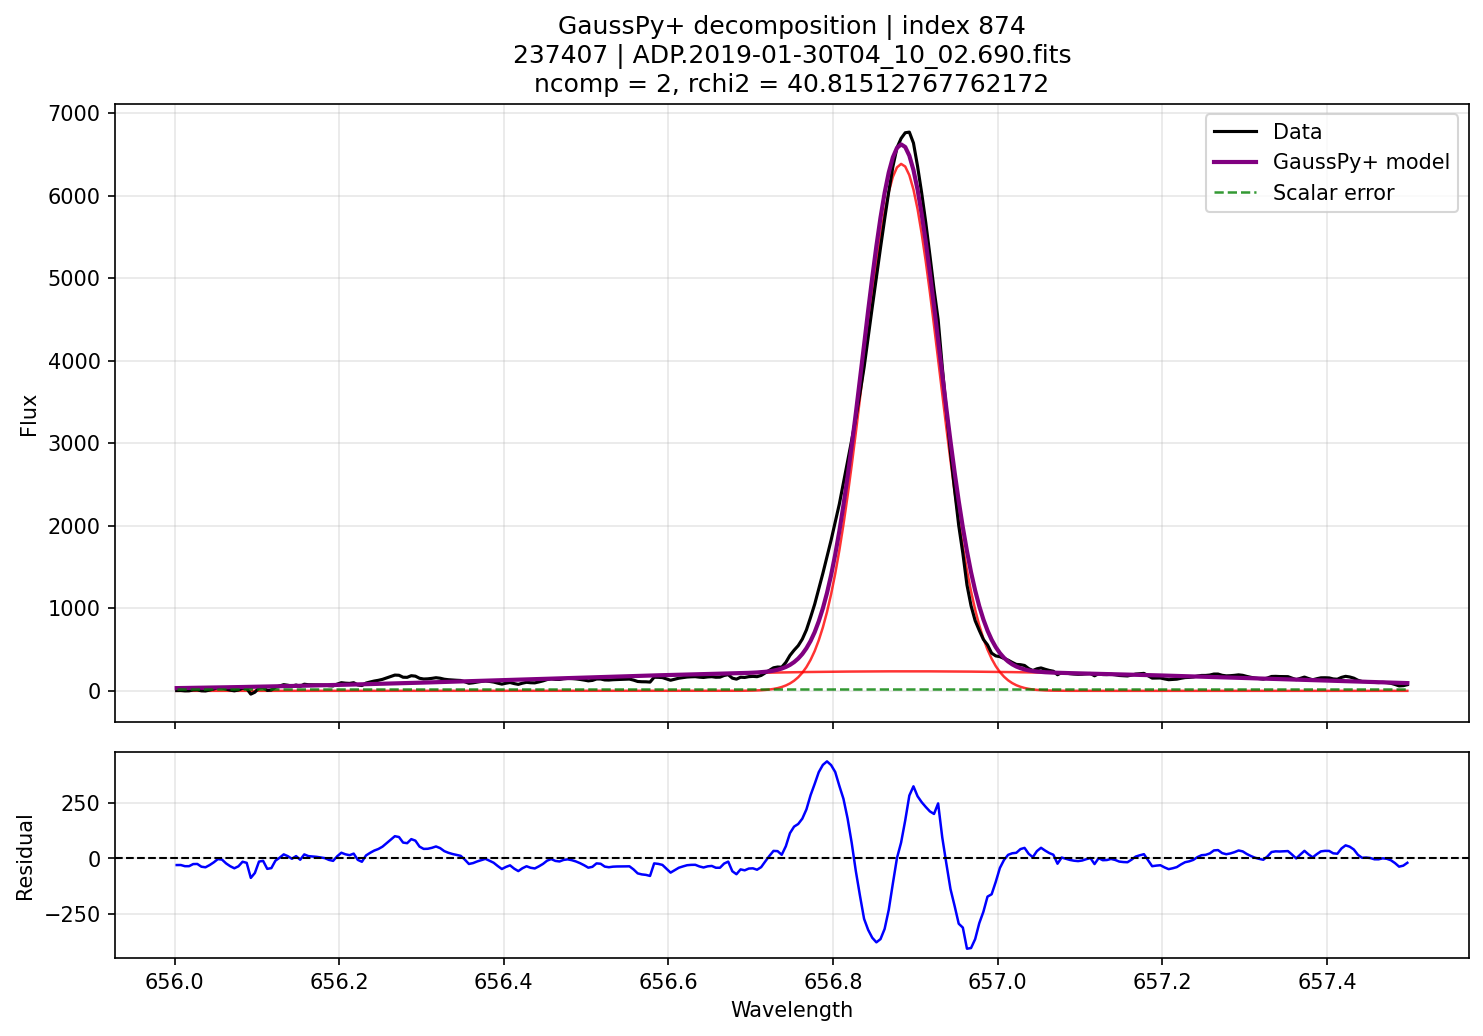 GaussPy+ decomposition | index 874
237407 | ADP.2019-01-30T04_10_02.690.fits
ncomp = 2, rchi2 = 40.81512767762172
7000
6000
5000
4000
3000
2000
1000
0
Flux
Data
GaussPy+ model
Scalar error
250
0
−250
Residual
656.0
656.2
656.4
656.6
656.8
657.0
657.2
657.4
Wavelength